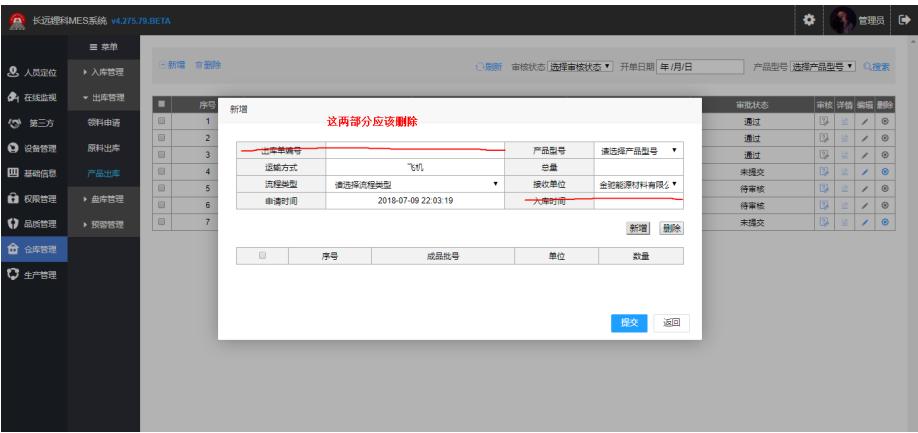 长远锂科MES系统 v4.275.79.BETA
管理员
菜单
人员定位
在线监视
第三方
设备管理
基础信息
权限管理
品质管理
仓库管理
生产管理
入库管理
出库管理
领料申请
原料出库
产品出库
盘库管理
预警管理
新增 删除
刷新 审核状态 选择审核状态 开单日期 年/月/日 产品型号 选择产品型号 搜索
序号 审批状态 审核 详情 编辑 删除
1 通过
2 通过
3 通过
4 未提交
5 待审核
6 待审核
7 未提交
新增
这两部分应该删除
出库单编号 产品型号 请选择产品型号
运输方式 飞机 总量
流程类型 请选择流程类型 接收单位 金驰能源材料有限公
申请时间 2018-07-09 22:03:19 入库时间
新增 删除
序号 成品批号 单位 数量
提交 返回